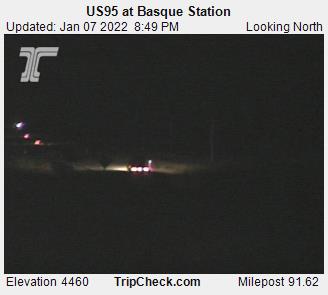 US95 at Basque Station
Updated: Jan 07 2022 8:49 PM Looking North
Elevation 4460 TripCheck.com Milepost 91.62